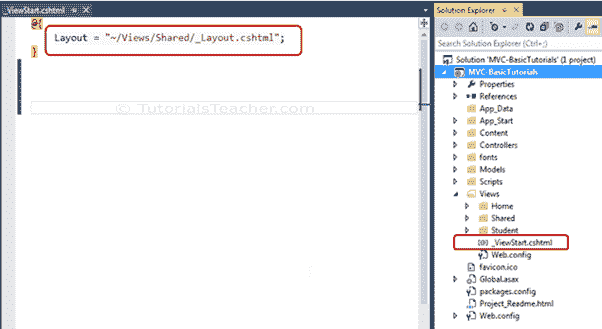 _ViewStart.cshtml
@{
Layout = "~/Views/Shared/_Layout.cshtml";
}
© TutorialsTeacher.com
Solution Explorer
Search Solution Explorer (Ctrl+;)
Solution 'MVC-BasicTutorials' (1 project)
MVC-BasicTutorials
Properties
References
App_Data
App_Start
Content
Controllers
fonts
Models
Scripts
Views
Home
Shared
Student
_ViewStart.cshtml
Web.config
favicon.ico
Global.asax
packages.config
Project_Readme.html
Web.config